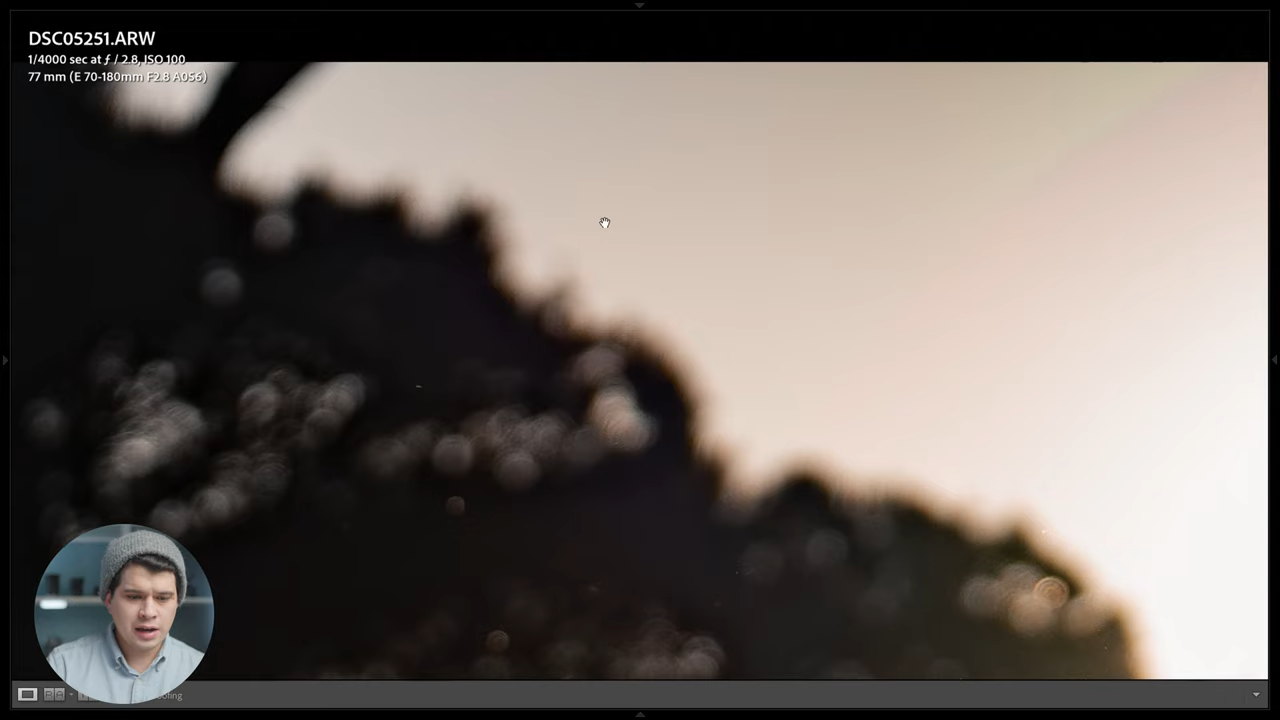 DSC05251.ARW
1/4000 sec at ƒ / 2.8, ISO 100
77 mm (E 70-180mm F2.8 A056)